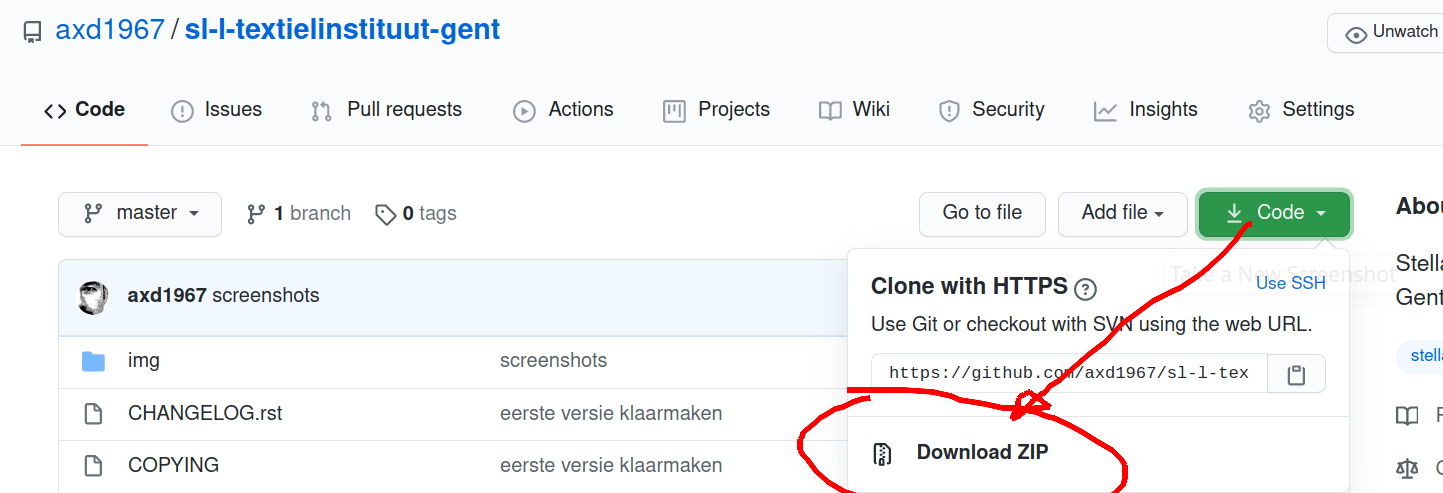 axd1967 / sl-l-textielinstituut-gent
Unwatch
Code Issues Pull requests Actions Projects Wiki Security Insights Settings
master 1 branch 0 tags Go to file Add file Code
Abou
Take a New Screenshot
Clone with HTTPS ? Use SSH
Stella
Gent
axd1967 screenshots
Use Git or checkout with SVN using the web URL.
img screenshots
stella
https://github.com/axd1967/sl-l-tex
CHANGELOG.rst eerste versie klaarmaken
Download ZIP
COPYING eerste versie klaarmaken